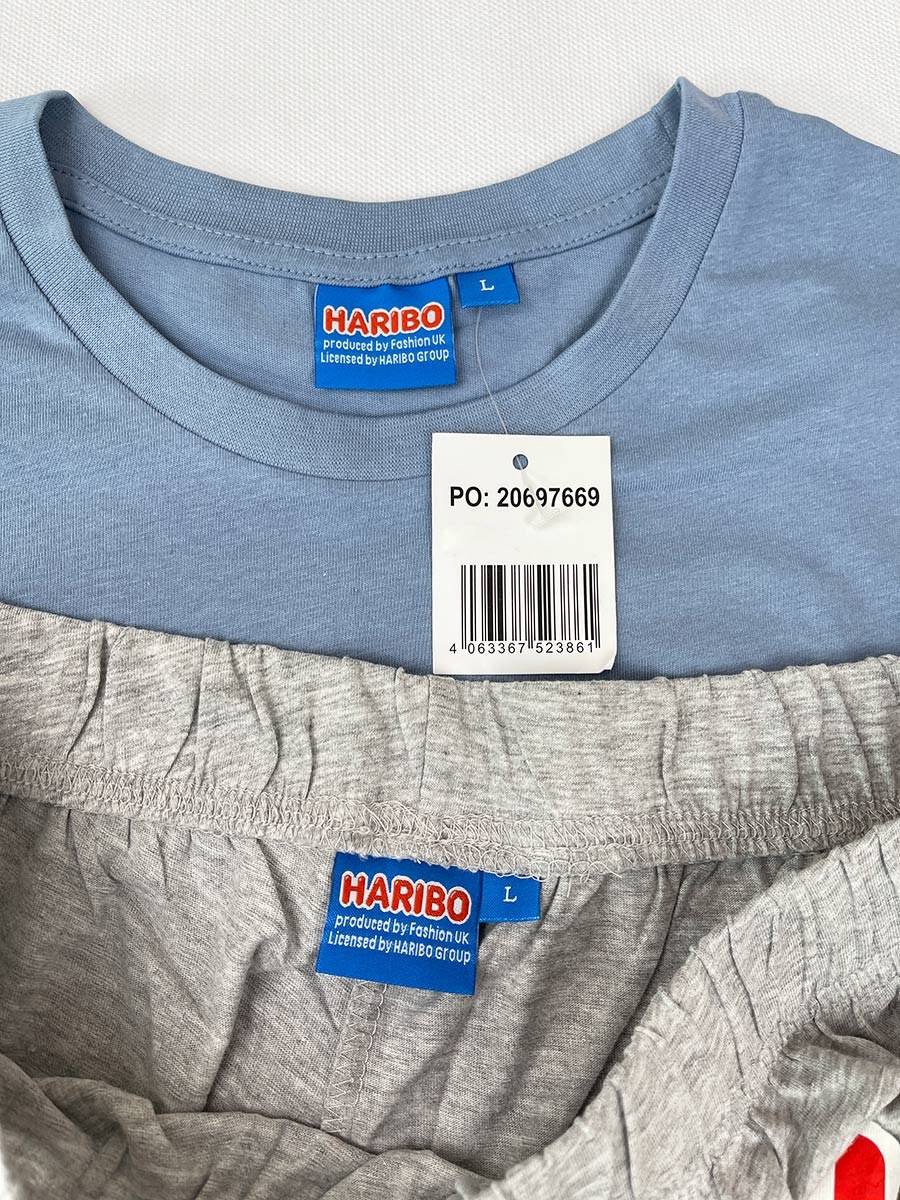 HARIBO
produced by Fashion UK
Licensed by HARIBO Group
L
PO: 20697669
4 063367 523861
HARIBO
produced by Fashion UK
Licensed by HARIBO Group
L